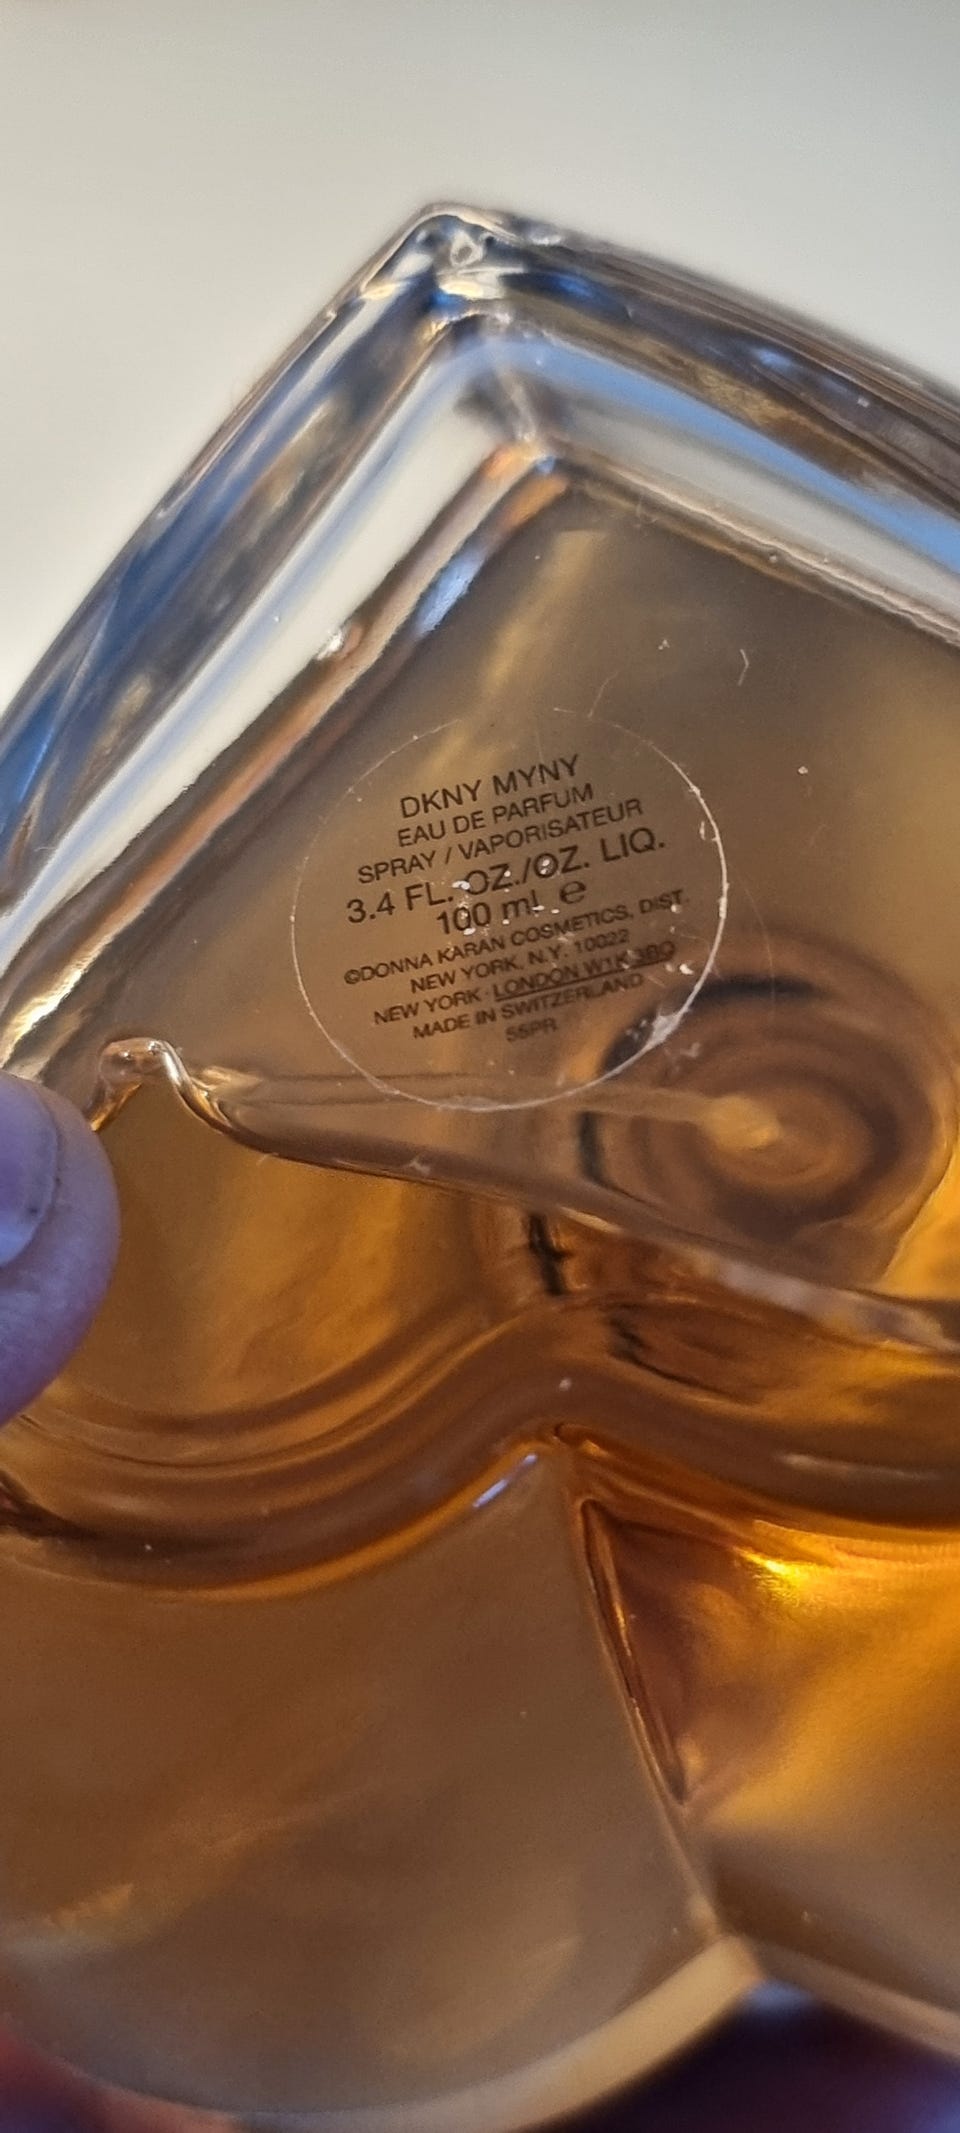 DKNY MYNY
EAU DE PARFUM
SPRAY / VAPORISATEUR
3.4 FL. OZ./OZ. LIQ.
100 ml e
©DONNA KARAN COSMETICS, DIST.
NEW YORK, N.Y. 10022
NEW YORK · LONDON W1K 3BQ
MADE IN SWITZERLAND
55PR